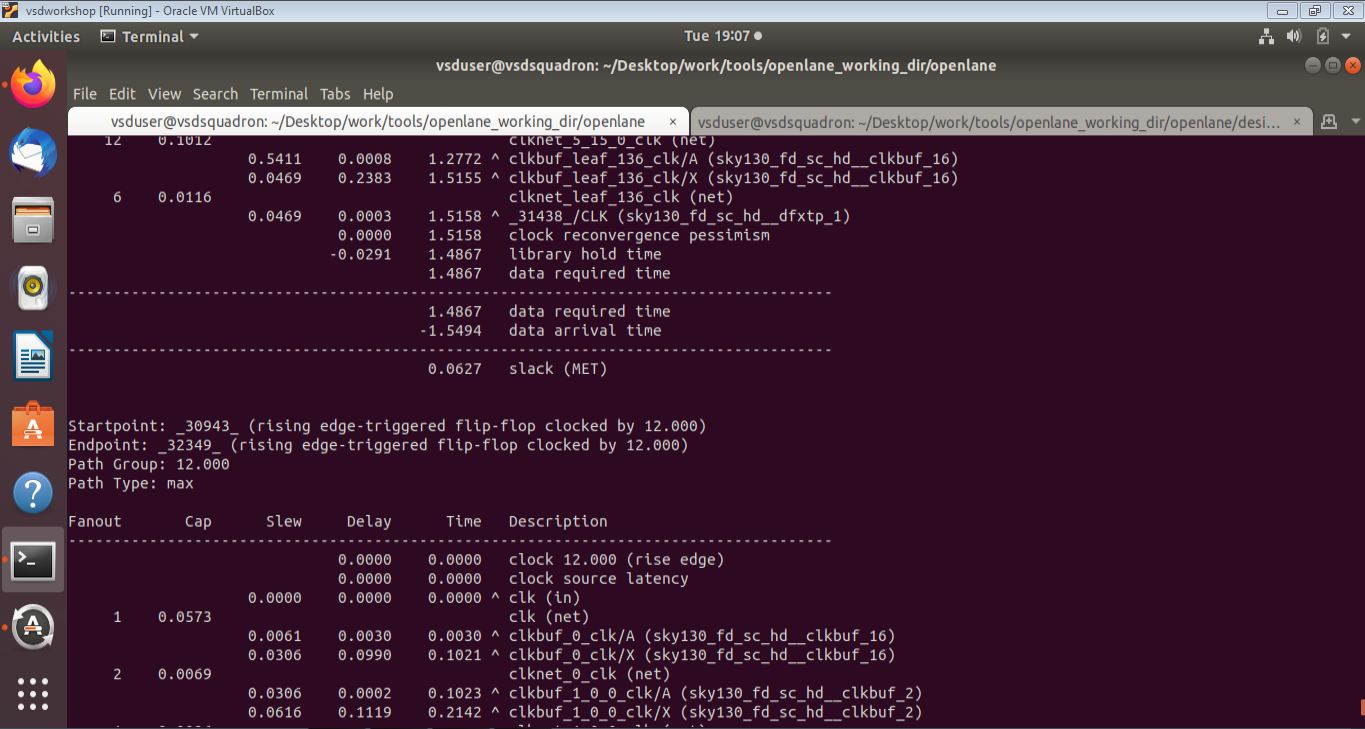 vsdworkshop [Running] - Oracle VM VirtualBox
Activities Terminal Tue 19:07
vsduser@vsdsquadron: ~/Desktop/work/tools/openlane_working_dir/openlane
File Edit View Search Terminal Tabs Help
vsduser@vsdsquadron: ~/Desktop/work/tools/openlane_working_dir/openlane × vsduser@vsdsquadron: ~/Desktop/work/tools/openlane_working_dir/openlane/desi... ×
12 0.1012 clknet_5_15_0_clk (net)
0.5411 0.0008 1.2772 ^ clkbuf_leaf_136_clk/A (sky130_fd_sc_hd__clkbuf_16)
0.0469 0.2383 1.5155 ^ clkbuf_leaf_136_clk/X (sky130_fd_sc_hd__clkbuf_16)
6 0.0116 clknet_leaf_136_clk (net)
0.0469 0.0003 1.5158 ^ _31438_/CLK (sky130_fd_sc_hd__dfxtp_1)
0.0000 1.5158 clock reconvergence pessimism
-0.0291 1.4867 library hold time
1.4867 data required time
-------------------------------------------------------------------------------------
1.4867 data required time
-1.5494 data arrival time
-------------------------------------------------------------------------------------
0.0627 slack (MET)
Startpoint: _30943_ (rising edge-triggered flip-flop clocked by 12.000)
Endpoint: _32349_ (rising edge-triggered flip-flop clocked by 12.000)
Path Group: 12.000
Path Type: max
Fanout Cap Slew Delay Time Description
-------------------------------------------------------------------------------------
0.0000 0.0000 clock 12.000 (rise edge)
0.0000 0.0000 clock source latency
0.0000 0.0000 0.0000 ^ clk (in)
1 0.0573 clk (net)
0.0061 0.0030 0.0030 ^ clkbuf_0_clk/A (sky130_fd_sc_hd__clkbuf_16)
0.0306 0.0990 0.1021 ^ clkbuf_0_clk/X (sky130_fd_sc_hd__clkbuf_16)
2 0.0069 clknet_0_clk (net)
0.0306 0.0002 0.1023 ^ clkbuf_1_0_0_clk/A (sky130_fd_sc_hd__clkbuf_2)
0.0616 0.1119 0.2142 ^ clkbuf_1_0_0_clk/X (sky130_fd_sc_hd__clkbuf_2)